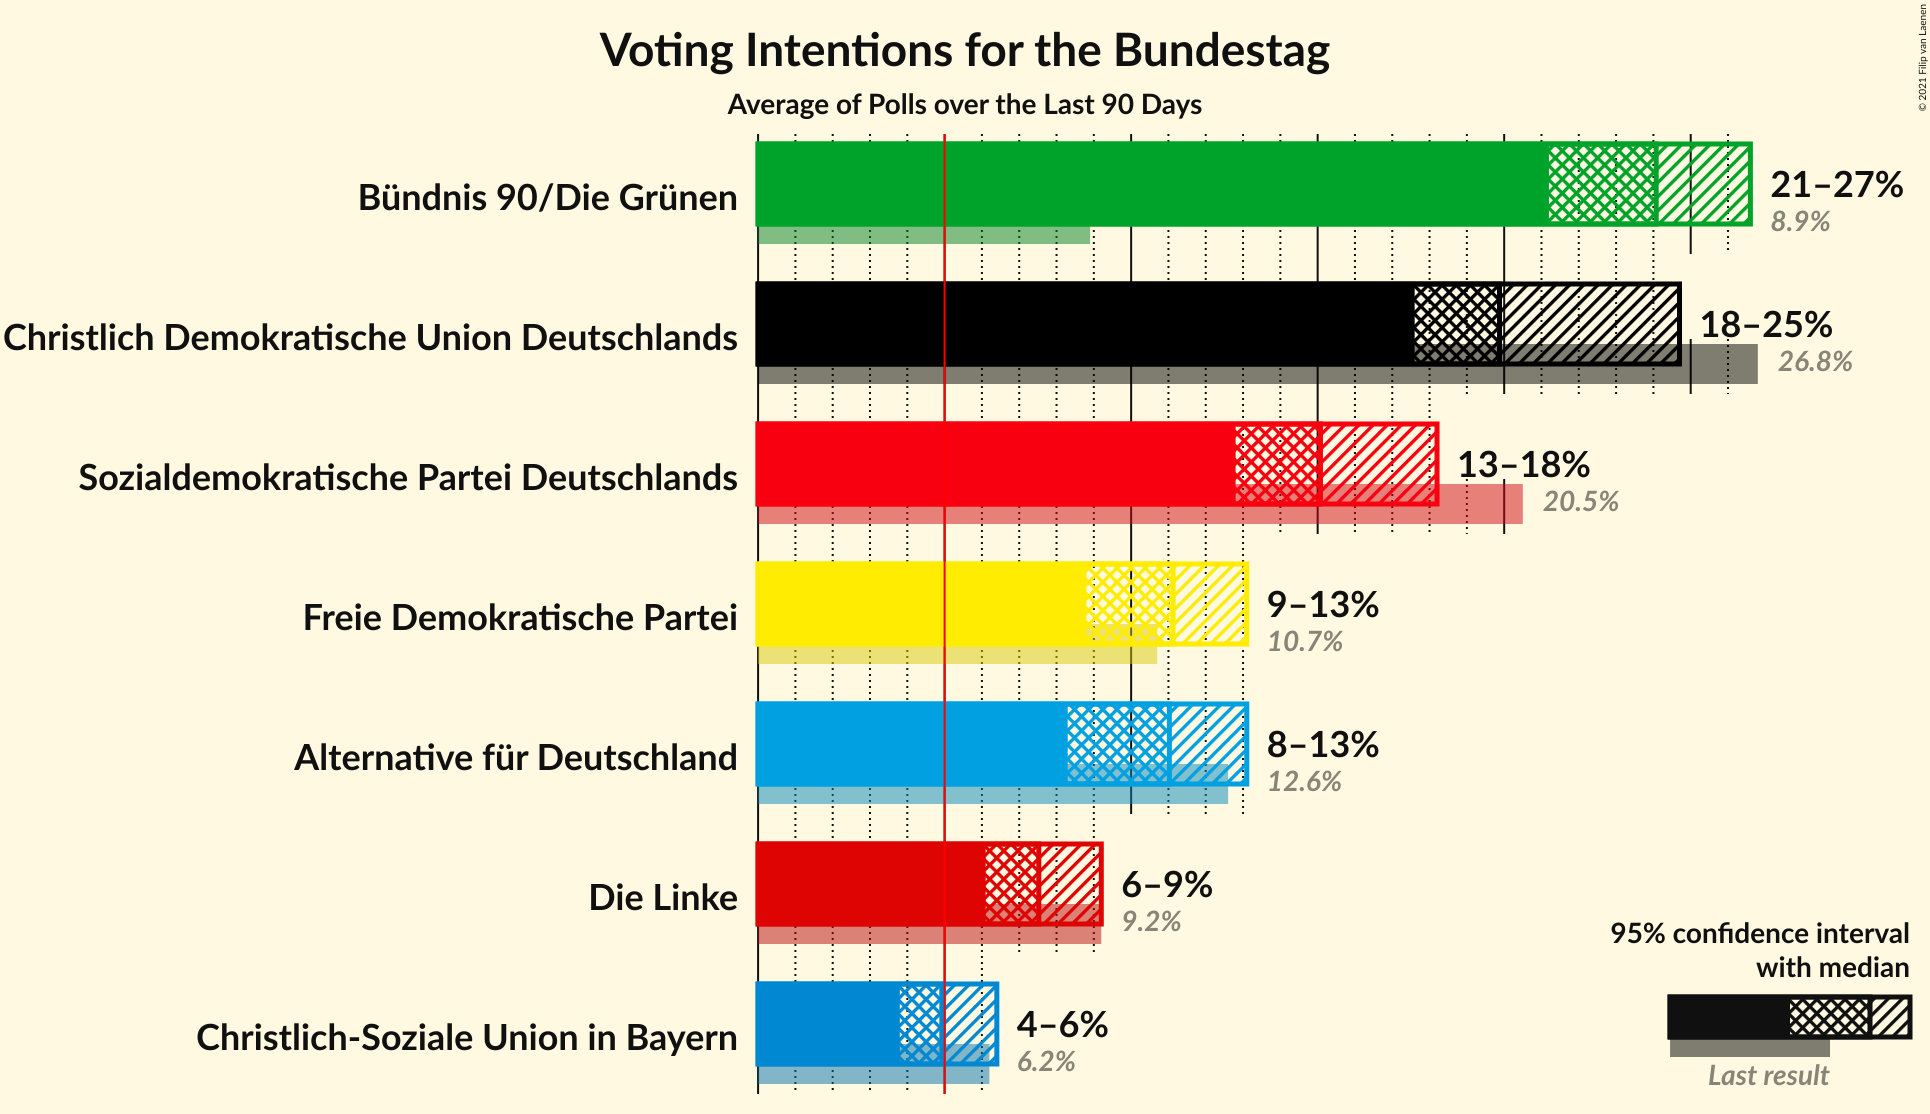 © 2021 Filip van Laenen
Voting Intentions for the Bundestag
Average of Polls over the Last 90 Days
Bündnis 90/Die Grünen
21–27%
8.9%
Christlich Demokratische Union Deutschlands
18–25%
26.8%
Sozialdemokratische Partei Deutschlands
13–18%
20.5%
Freie Demokratische Partei
9–13%
10.7%
Alternative für Deutschland
8–13%
12.6%
Die Linke
6–9%
9.2%
Christlich-Soziale Union in Bayern
4–6%
6.2%
95% confidence interval
with median
Last result